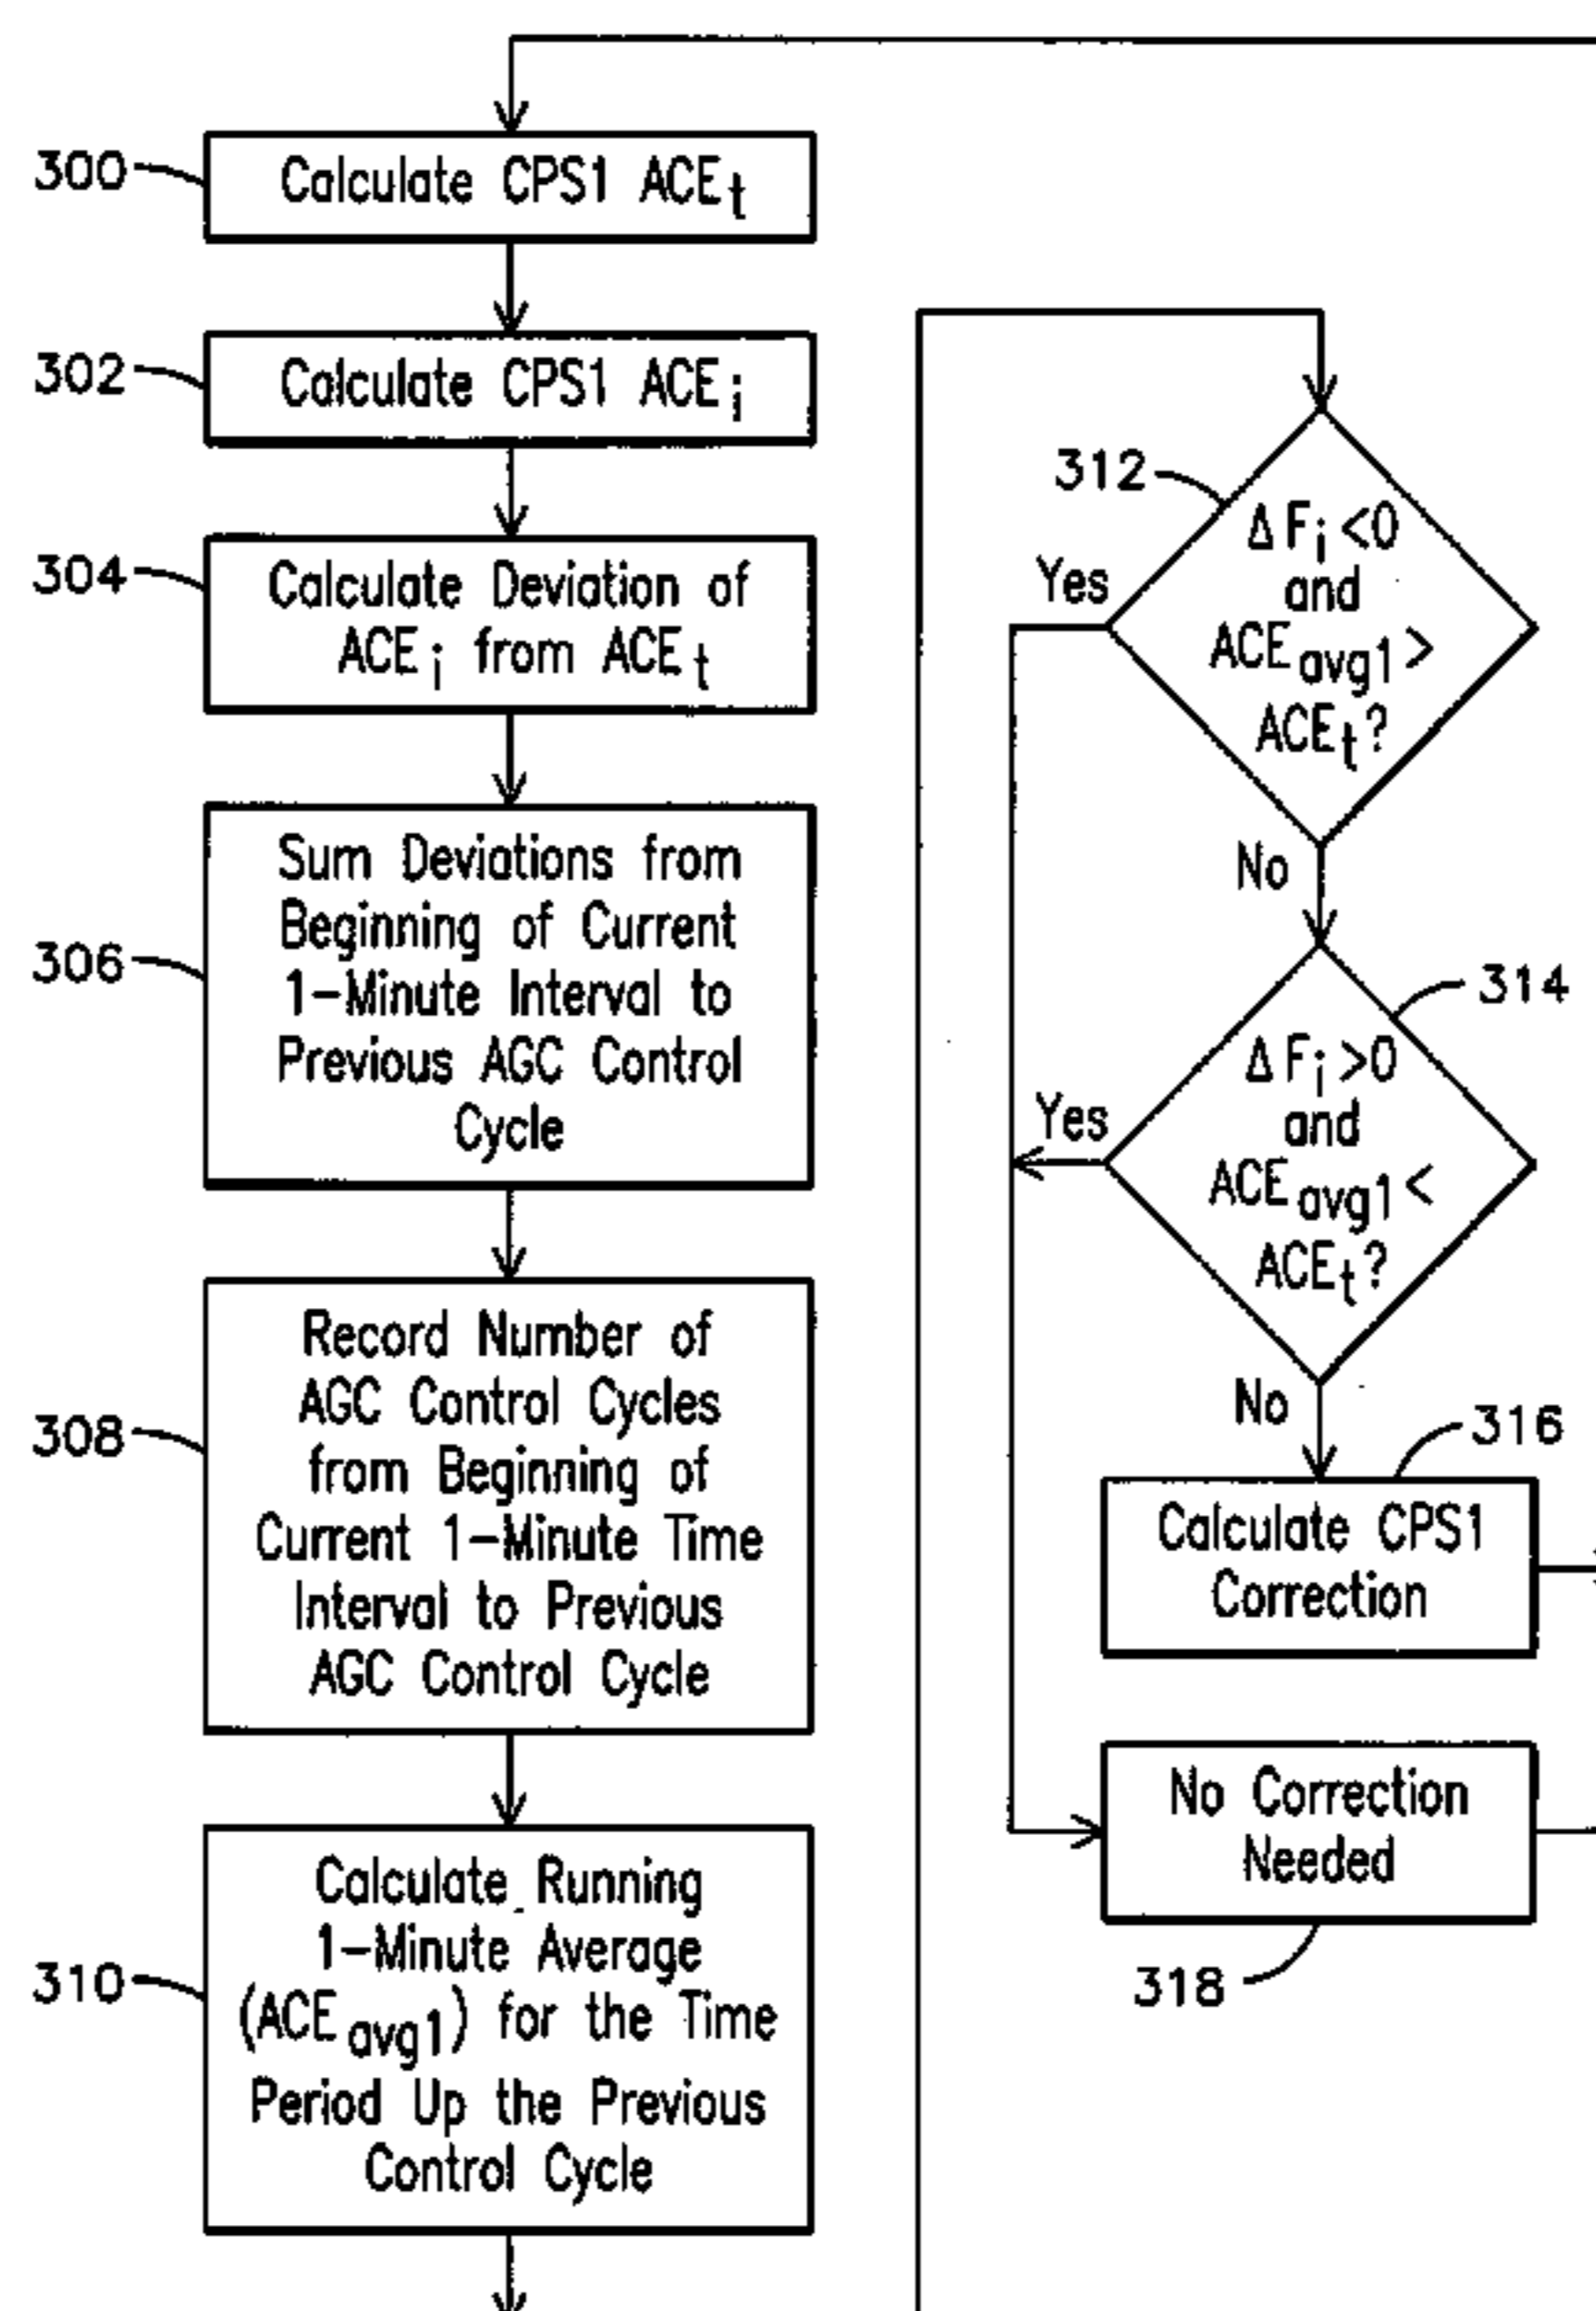 300
Calculate CPS1 ACEt
302
Calculate CPS1 ACEi
304
Calculate Deviation of
ACEi from ACEt
306
Sum Deviations from
Beginning of Current
1-Minute Interval to
Previous AGC Control
Cycle
308
Record Number of
AGC Control Cycles
from Beginning of
Current 1-Minute Time
Interval to Previous
AGC Control Cycle
310
Calculate Running
1-Minute Average
(ACEavg1) for the Time
Period Up the Previous
Control Cycle
312
ΔFi<0
and
ACEavg1>
ACEt?
Yes
No
314
ΔFi>0
and
ACEavg1<
ACEt?
Yes
No
316
Calculate CPS1
Correction
No Correction
Needed
318